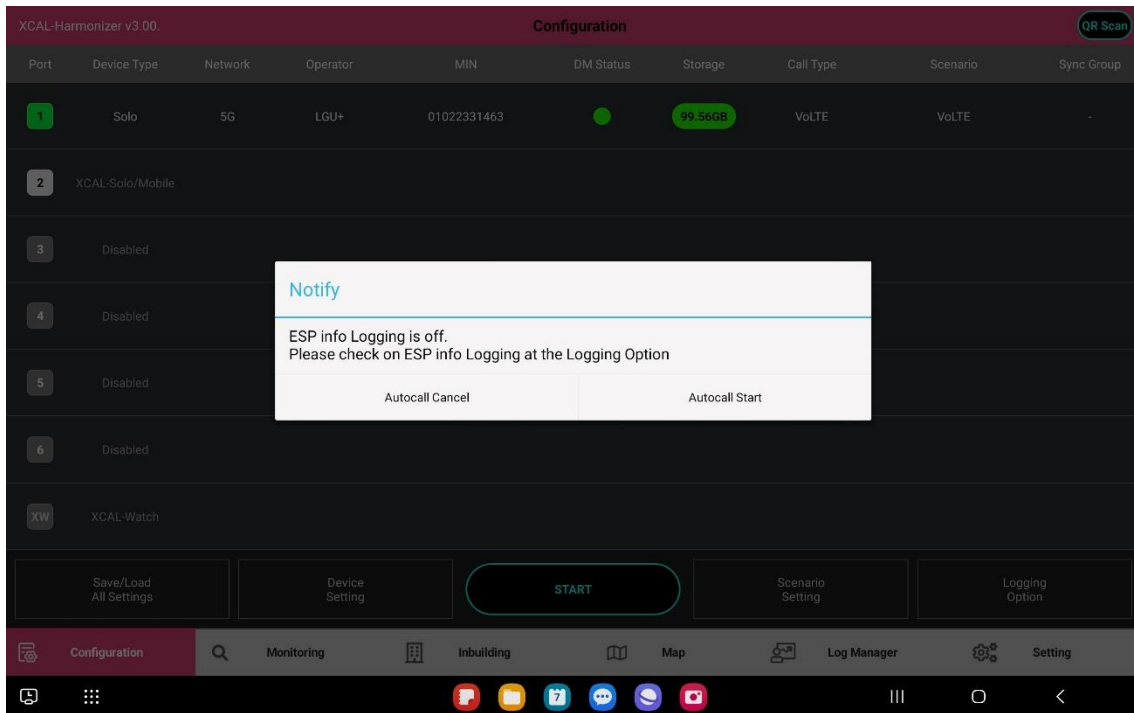 XCAL-Harmonizer v3.00.
Configuration
QR Scan
Port Device Type Network Operator MIN DM Status Storage Call Type Scenario Sync Group
1 Solo 5G LGU+ 01022331463 99.56GB VoLTE VoLTE -
2 XCAL-Solo/Mobile
3 Disabled
4 Disabled
5 Disabled
6 Disabled
XW XCAL-Watch
Notify
ESP info Logging is off.
Please check on ESP info Logging at the Logging Option
Autocall Cancel Autocall Start
Save/Load
All Settings
Device
Setting
START
Scenario
Setting
Logging
Option
Configuration Monitoring Inbuilding Map Log Manager Setting
7